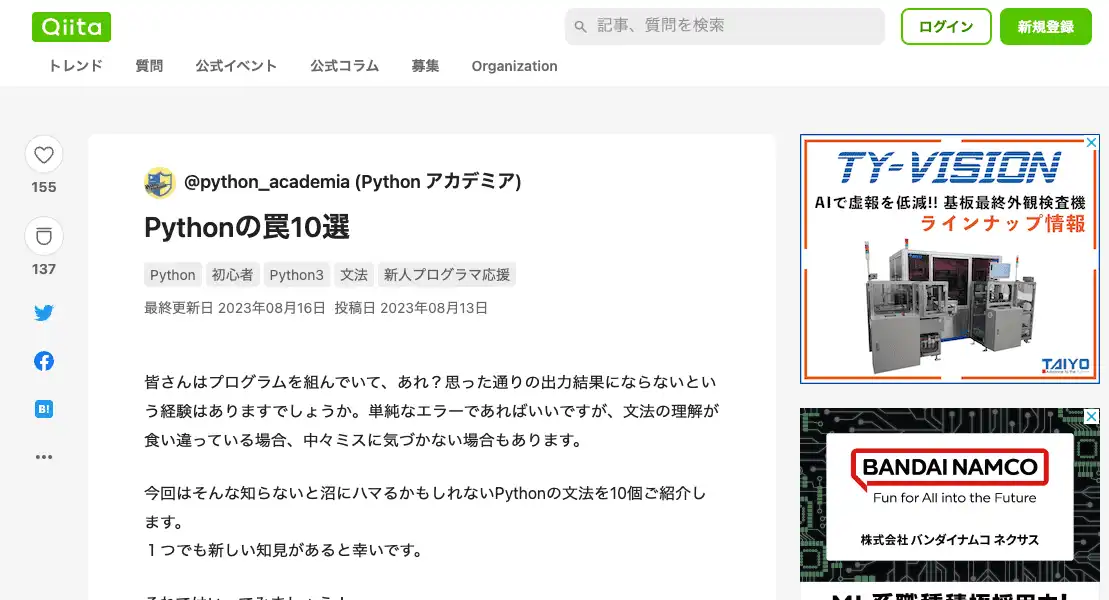 Qiita
記事、質問を検索
ログイン
新規登録
トレンド 質問 公式イベント 公式コラム 募集 Organization
155
137
B!
@python_academia (Python アカデミア)
Pythonの罠10選
Python 初心者 Python3 文法 新人プログラマ応援
最終更新日 2023年08月16日 投稿日 2023年08月13日
皆さんはプログラムを組んでいて、あれ？思った通りの出力結果にならないとい
う経験はありますでしょうか。単純なエラーであればいいですが、文法の理解が
食い違っている場合、中々ミスに気づかない場合もあります。
今回はそんな知らないと沼にハマるかもしれないPythonの文法を10個ご紹介し
ます。
１つでも新しい知見があると幸いです。
TY-VISION
AIで虚報を低減!! 基板最終外観検査機
ラインナップ情報
TAIYO
BANDAI NAMCO
Fun for All into the Future
株式会社 バンダイナムコ ネクサス